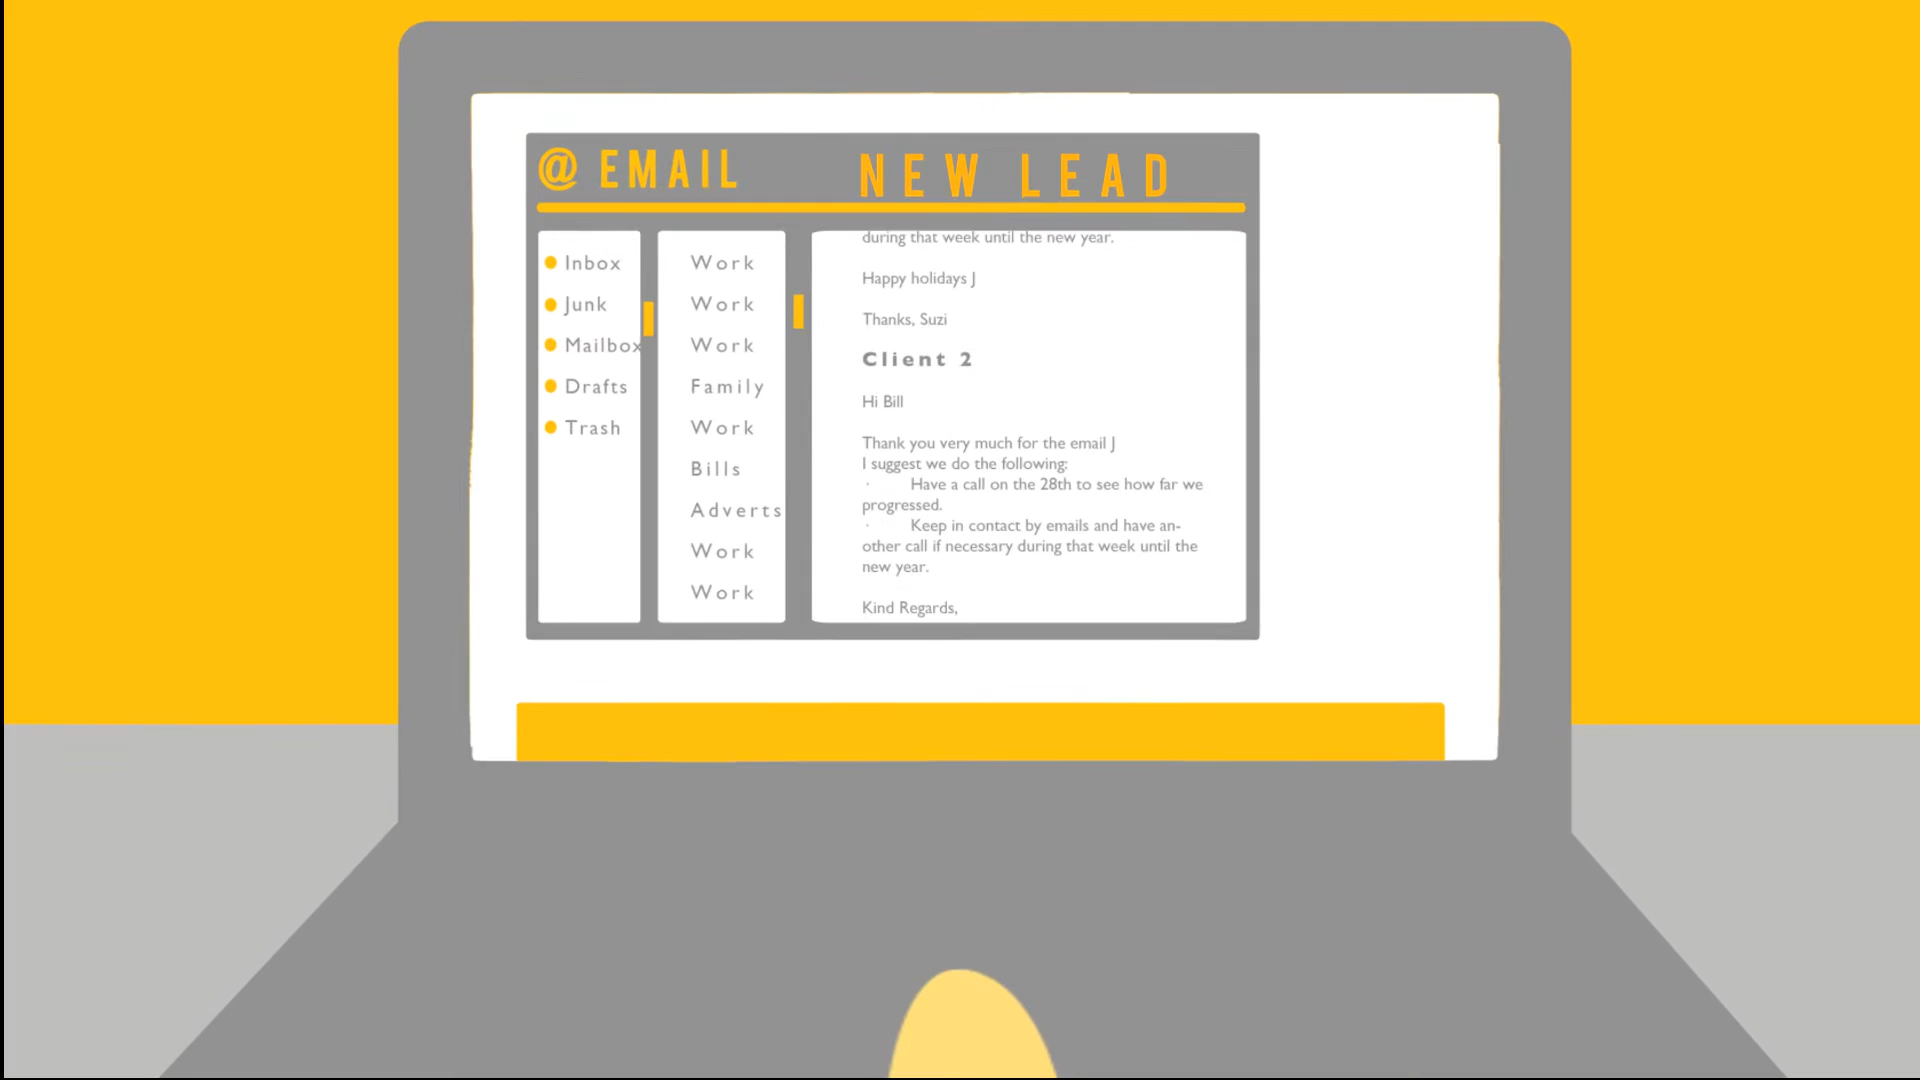 @ EMAIL
NEW LEAD
Inbox
Junk
Mailbox
Drafts
Trash
Work
Work
Work
Family
Work
Bills
Adverts
Work
Work
during that week until the new year.
Happy holidays J
Thanks, Suzi
Client 2
Hi Bill
Thank you very much for the email J
I suggest we do the following:
· Have a call on the 28th to see how far we
progressed.
· Keep in contact by emails and have an-
other call if necessary during that week until the
new year.
Kind Regards,